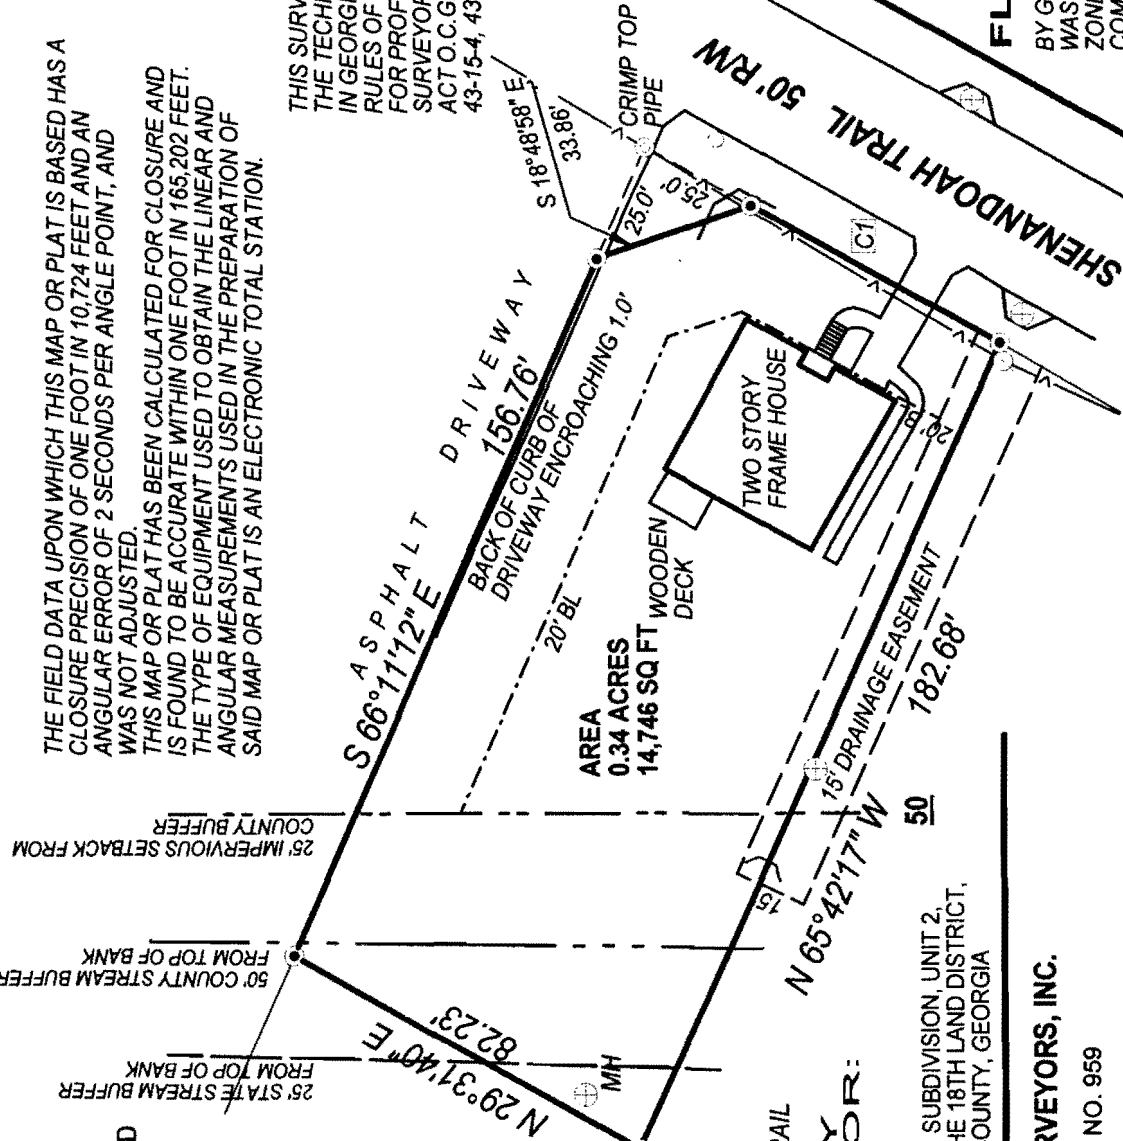 THE FIELD DATA UPON WHICH THIS MAP OR PLAT IS BASED HAS A
CLOSURE PRECISION OF ONE FOOT IN 10,724 FEET AND AN
ANGULAR ERROR OF 2 SECONDS PER ANGLE POINT, AND
WAS NOT ADJUSTED.
THIS MAP OR PLAT HAS BEEN CALCULATED FOR CLOSURE AND
IS FOUND TO BE ACCURATE WITHIN ONE FOOT IN 165,202 FEET.
THE TYPE OF EQUIPMENT USED TO OBTAIN THE LINEAR AND
ANGULAR MEASUREMENTS USED IN THE PREPARATION OF
SAID MAP OR PLAT IS AN ELECTRONIC TOTAL STATION.
THIS SURV
THE TECH
IN GEORGI
RULES OF
FOR PROF
SURVEYOR
ACT O.C.G
43-15-4, 43
S 18°48'58" E
33.86'
CRIMP TOP
PIPE
25.0'
25.0'
SHENANDOAH TRAIL 50' R/W
FL
BY G
WAS
ZONE
COM
ASPHALT DRIVEWAY
S 66°11'12" E
156.76'
BACK OF CURB OF
DRIVEWAY ENCROACHING 1.0'
20' BL
C1
TWO STORY
FRAME HOUSE
WOODEN
DECK
20' B
AREA
0.34 ACRES
14,746 SQ FT
15' DRAINAGE EASEMENT
182.68'
N 65°42'17" W
15'
50
25' IMPERVIOUS SETBACK FROM
COUNTY BUFFER
50' COUNTY STREAM BUFFER
FROM TOP OF BANK
25' STATE STREAM BUFFER
FROM TOP OF BANK
N 29°31'40" E
82.23'
MH
D
RAIL
Y
OR:
SUBDIVISION, UNIT 2,
HE 18TH LAND DISTRICT,
OUNTY, GEORGIA
RVEYORS, INC.
NO. 959